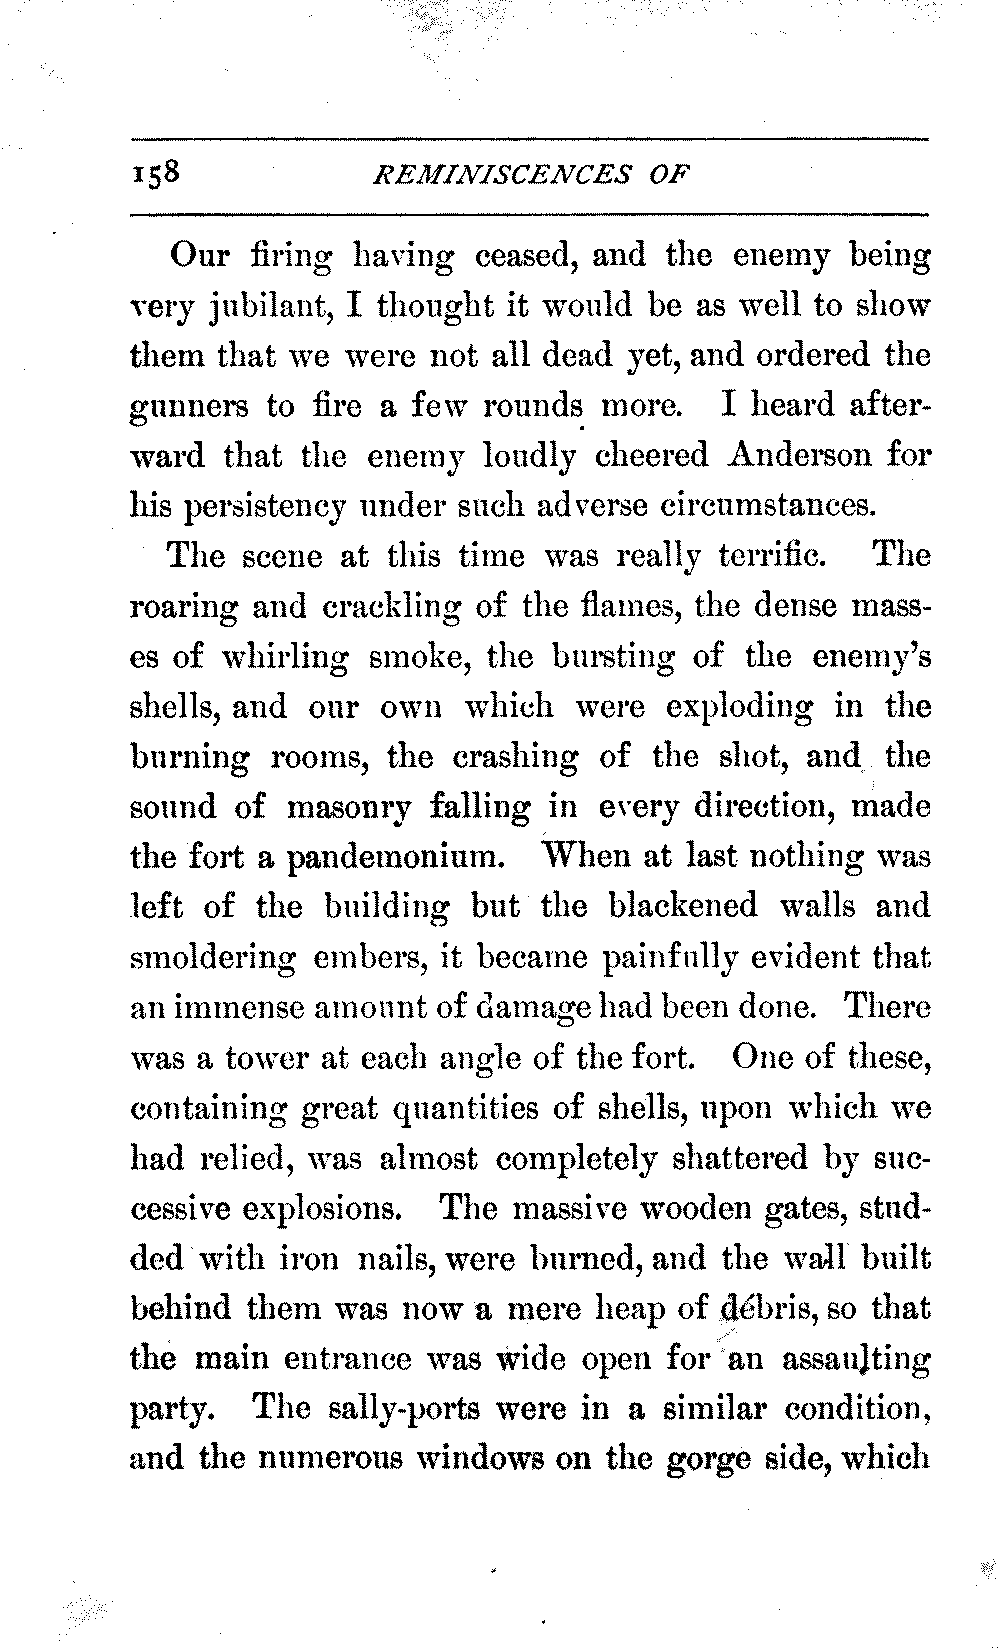 158 REMINISCENCES OF
Our firing having ceased, and the enemy being
very jubilant, I thought it would be as well to show
them that we were not all dead yet, and ordered the
gunners to fire a few rounds more. I heard after-
ward that the enemy loudly cheered Anderson for
his persistency under such adverse circumstances.
The scene at this time was really terrific. The
roaring and crackling of the flames, the dense mass-
es of whirling smoke, the bursting of the enemy's
shells, and our own which were exploding in the
burning rooms, the crashing of the shot, and the
sound of masonry falling in every direction, made
the fort a pandemonium. When at last nothing was
left of the building but the blackened walls and
smoldering embers, it became painfully evident that
an immense amount of damage had been done. There
was a tower at each angle of the fort. One of these,
containing great quantities of shells, upon which we
had relied, was almost completely shattered by suc-
cessive explosions. The massive wooden gates, stud-
ded with iron nails, were burned, and the wall built
behind them was now a mere heap of débris, so that
the main entrance was wide open for an assaulting
party. The sally-ports were in a similar condition,
and the numerous windows on the gorge side, which